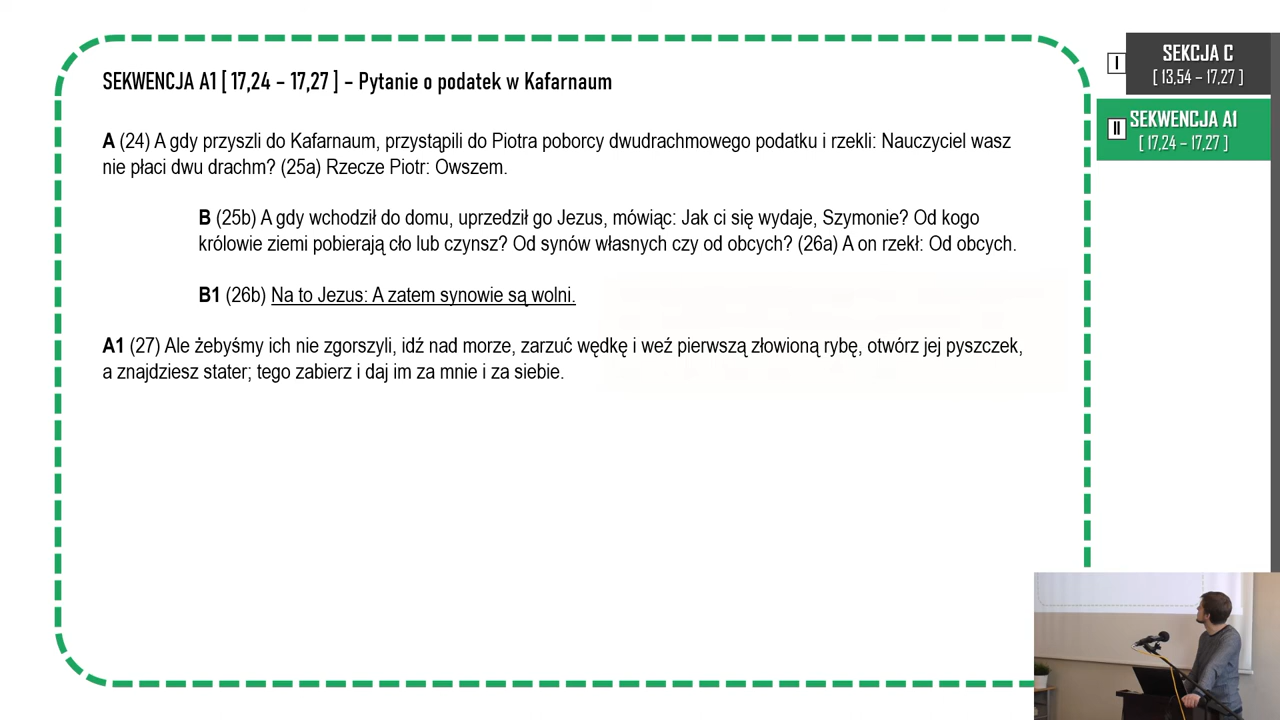 SEKWENCJA A1 [ 17,24 – 17,27 ] – Pytanie o podatek w Kafarnaum
A (24) A gdy przyszli do Kafarnaum, przystąpili do Piotra poborcy dwudrachmowego podatku i rzekli: Nauczyciel wasz
nie płaci dwu drachm? (25a) Rzecze Piotr: Owszem.
B (25b) A gdy wchodził do domu, uprzedził go Jezus, mówiąc: Jak ci się wydaje, Szymonie? Od kogo
królowie ziemi pobierają cło lub czynsz? Od synów własnych czy od obcych? (26a) A on rzekł: Od obcych.
B1 (26b) Na to Jezus: A zatem synowie są wolni.
A1 (27) Ale żebyśmy ich nie zgorszyli, idź nad morze, zarzuć wędkę i weź pierwszą złowioną rybę, otwórz jej pyszczek,
a znajdziesz stater; tego zabierz i daj im za mnie i za siebie.
I
SEKCJA C
[ 13,54 – 17,27 ]
II
SEKWENCJA A1
[ 17,24 – 17,27 ]